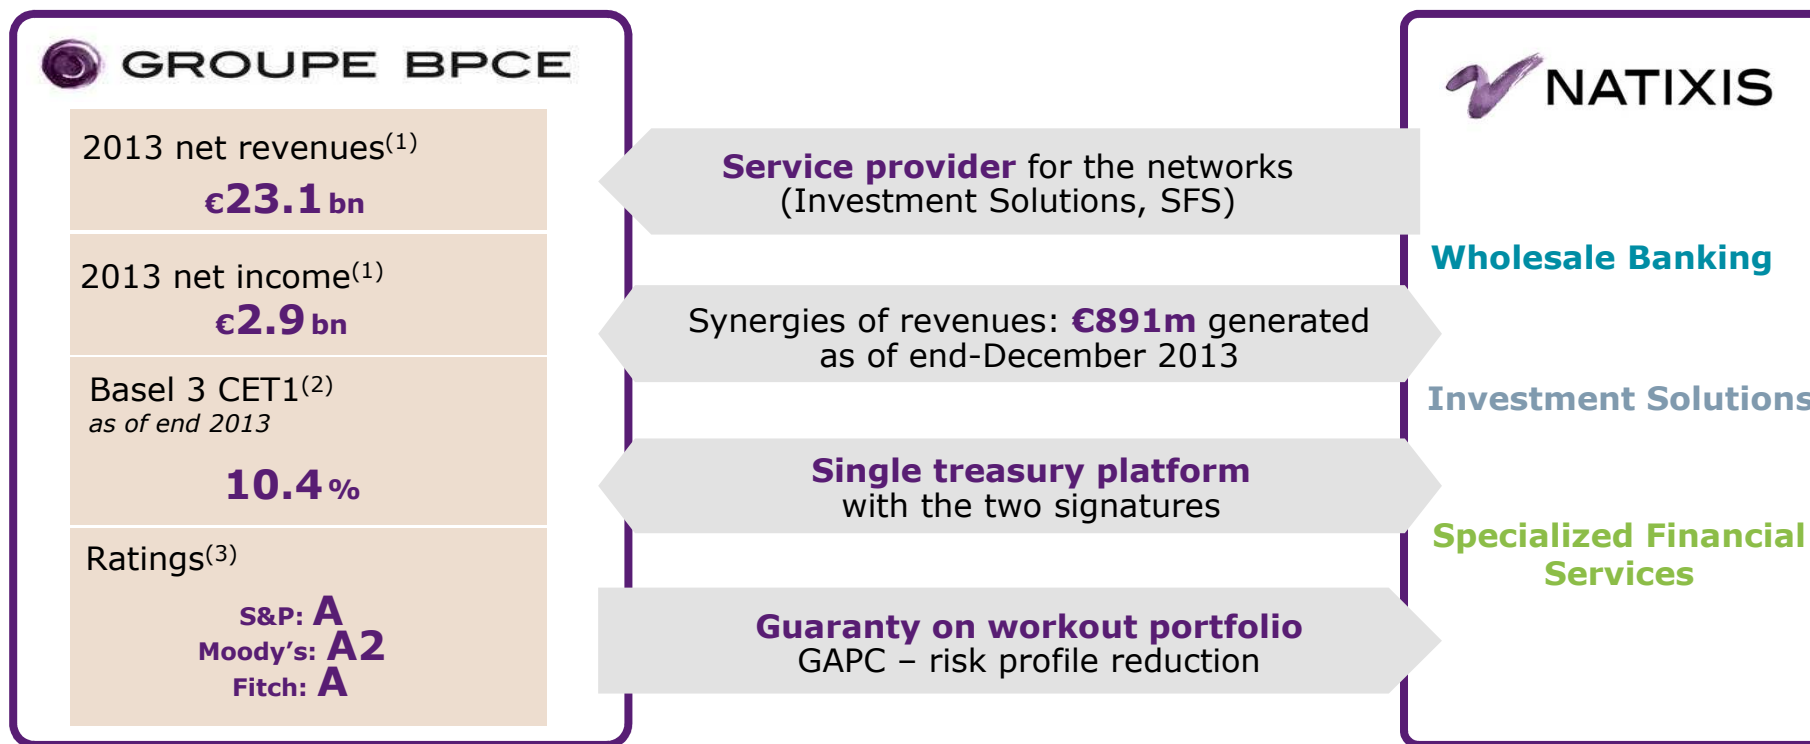 GROUPE BPCE
2013 net revenues(1)
€23.1 bn
2013 net income(1)
€2.9 bn
Basel 3 CET1(2)
as of end 2013
10.4 %
Ratings(3)
S&P: A
Moody’s: A2
Fitch: A
Service provider for the networks
(Investment Solutions, SFS)
Synergies of revenues: €891m generated
as of end-December 2013
Single treasury platform
with the two signatures
Guaranty on workout portfolio
GAPC – risk profile reduction
NATIXIS
Wholesale Banking
Investment Solutions
Specialized Financial
Services